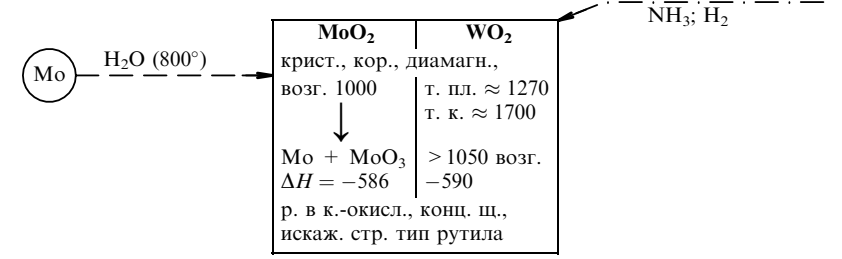 NH₃; H₂
MoO₂ WO₂
H₂O (800°)
Mo
крист., кор., диамагн.,
возг. 1000 т. пл. ≈ 1270
т. к. ≈ 1700
Mo + MoO₃ > 1050 возг.
ΔH = −586 −590
р. в к.-окисл., конц. щ.,
искаж. стр. тип рутила